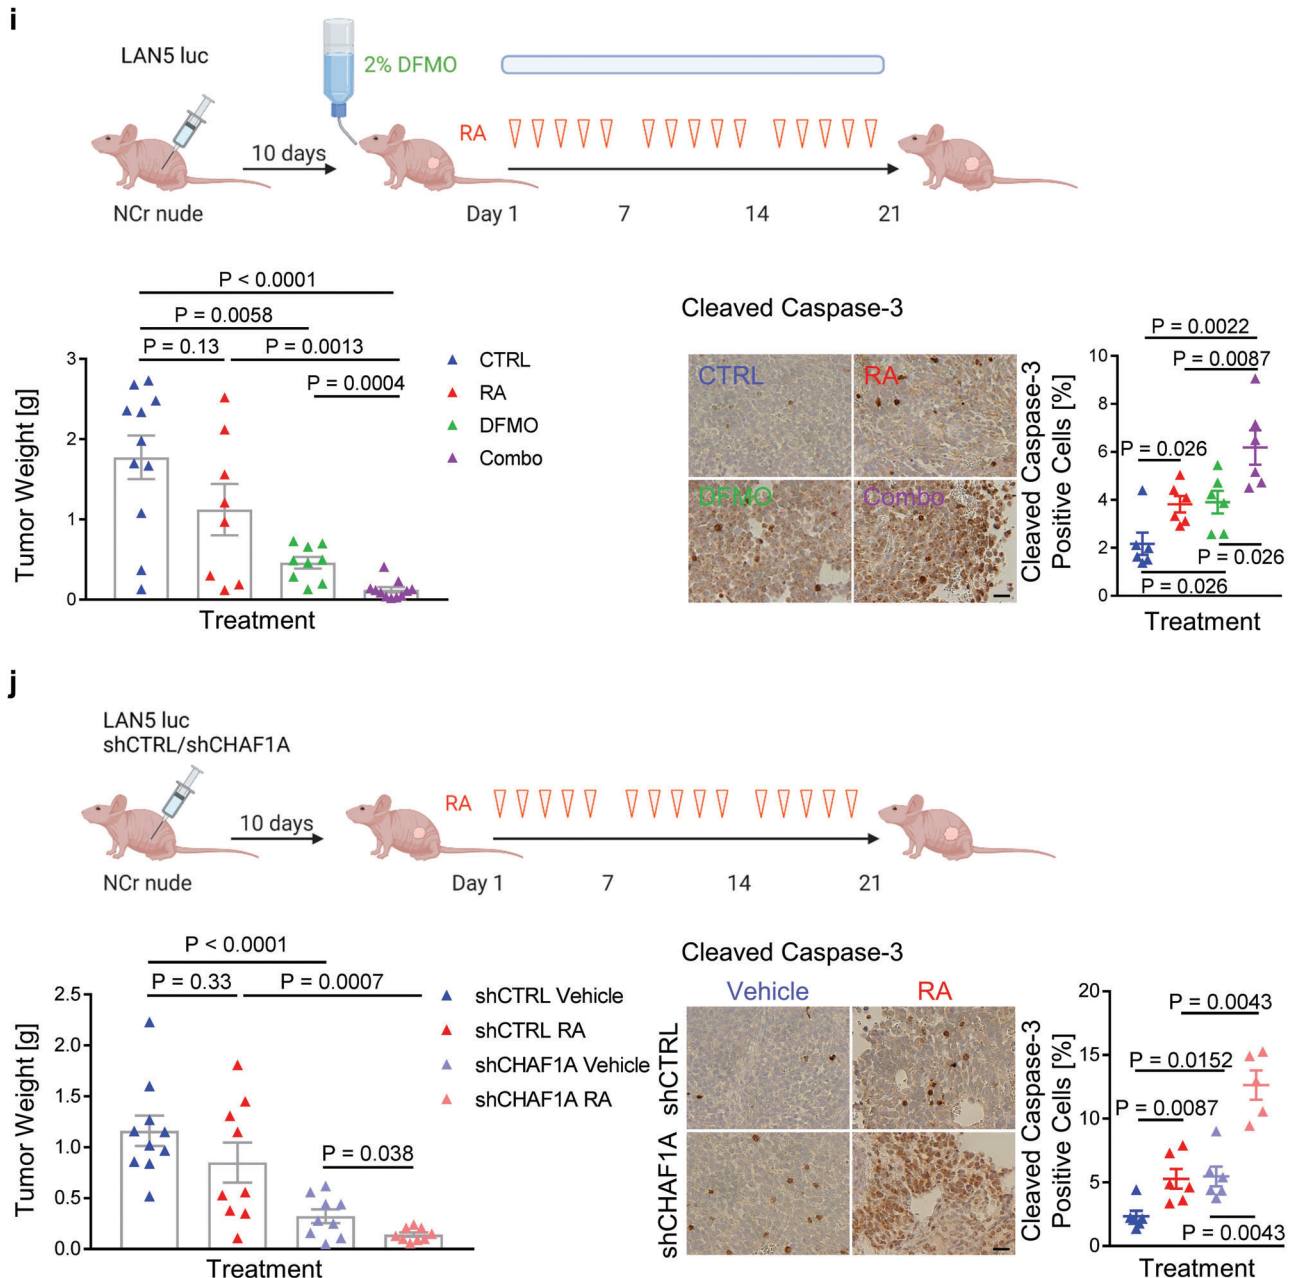 i
LAN5 luc
2% DFMO
RA
10 days
NCr nude
Day 1 7 14 21
P < 0.0001
P = 0.0058
P = 0.13 P = 0.0013
P = 0.0004
3
2
1
0
Tumor Weight [g]
Treatment
CTRL
RA
DFMO
Combo
Cleaved Caspase-3
CTRL RA
DFMO Combo
Cleaved Caspase-3
Positive Cells [%]
P = 0.0022
P = 0.0087
P = 0.026
P = 0.026
P = 0.026
10
8
6
4
2
0
Treatment
j
LAN5 luc
shCTRL/shCHAF1A
RA
10 days
NCr nude
Day 1 7 14 21
P < 0.0001
P = 0.33 P = 0.0007
P = 0.038
2.5
2.0
1.5
1.0
0.5
0.0
Tumor Weight [g]
Treatment
shCTRL Vehicle
shCTRL RA
shCHAF1A Vehicle
shCHAF1A RA
Cleaved Caspase-3
Vehicle RA
shCTRL
shCHAF1A
Cleaved Caspase-3
Positive Cells [%]
P = 0.0043
P = 0.0152
P = 0.0087
P = 0.0043
20
15
10
5
0
Treatment